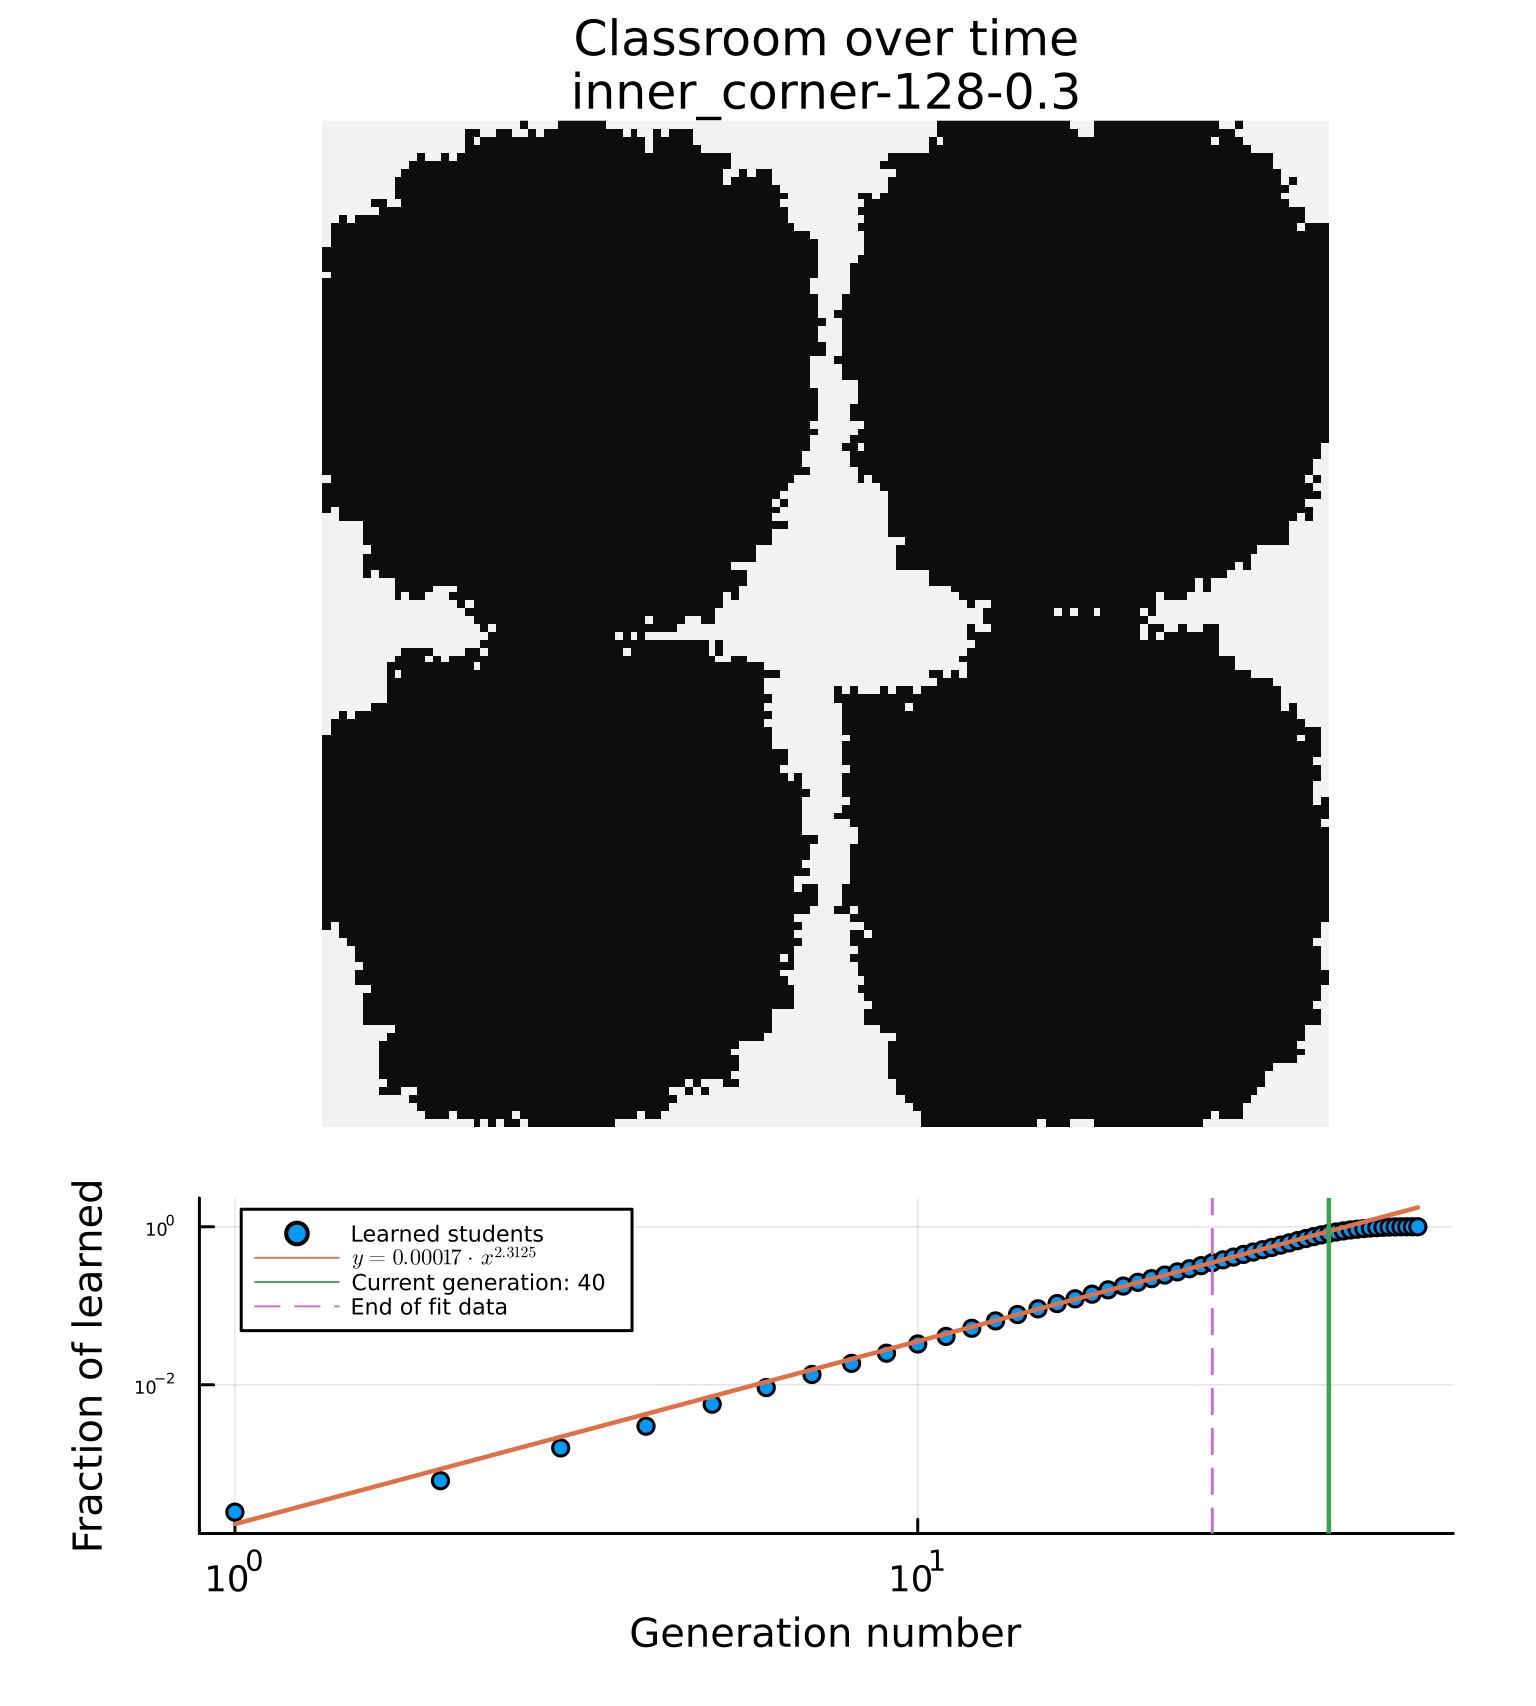 Classroom over time
inner_corner-128-0.3
Fraction of learned
10^0
10^-2
Learned students
y = 0.00017 · x^2.3125
Current generation: 40
End of fit data
10^0
10^1
Generation number